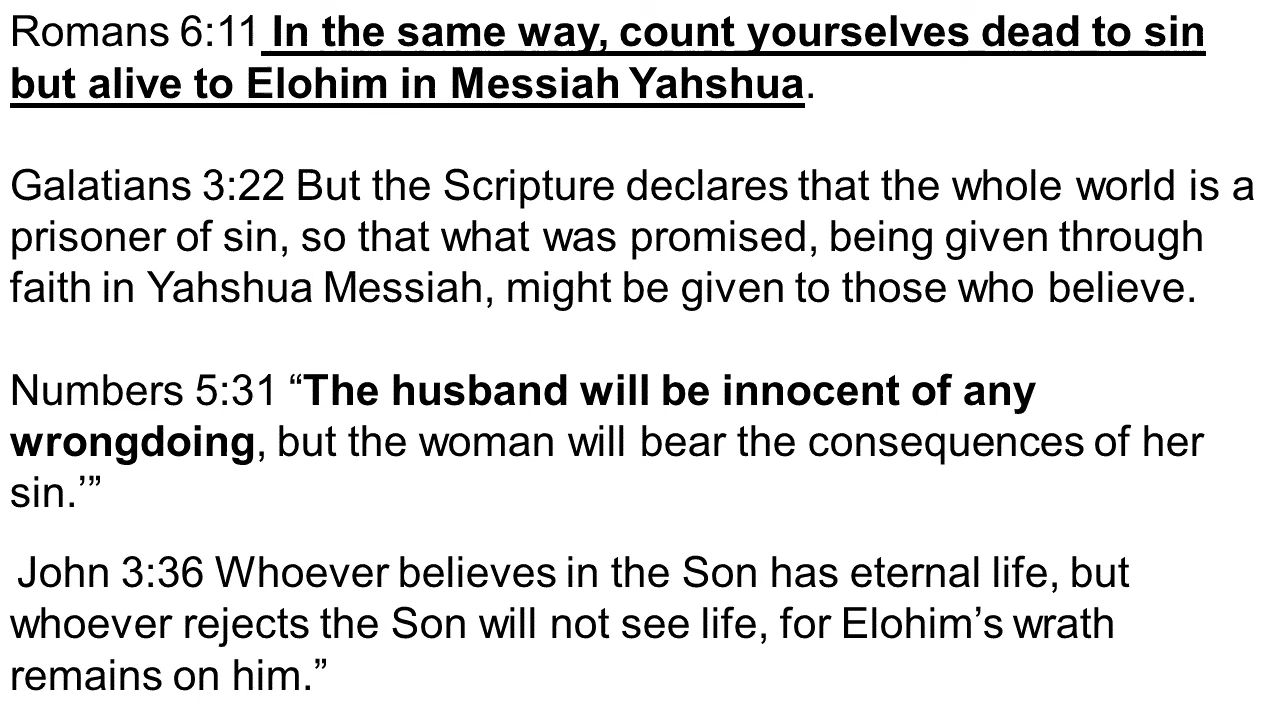 Romans 6:11 In the same way, count yourselves dead to sin
but alive to Elohim in Messiah Yahshua.
Galatians 3:22 But the Scripture declares that the whole world is a
prisoner of sin, so that what was promised, being given through
faith in Yahshua Messiah, might be given to those who believe.
Numbers 5:31 “The husband will be innocent of any
wrongdoing, but the woman will bear the consequences of her
sin.’”
John 3:36 Whoever believes in the Son has eternal life, but
whoever rejects the Son will not see life, for Elohim’s wrath
remains on him.”